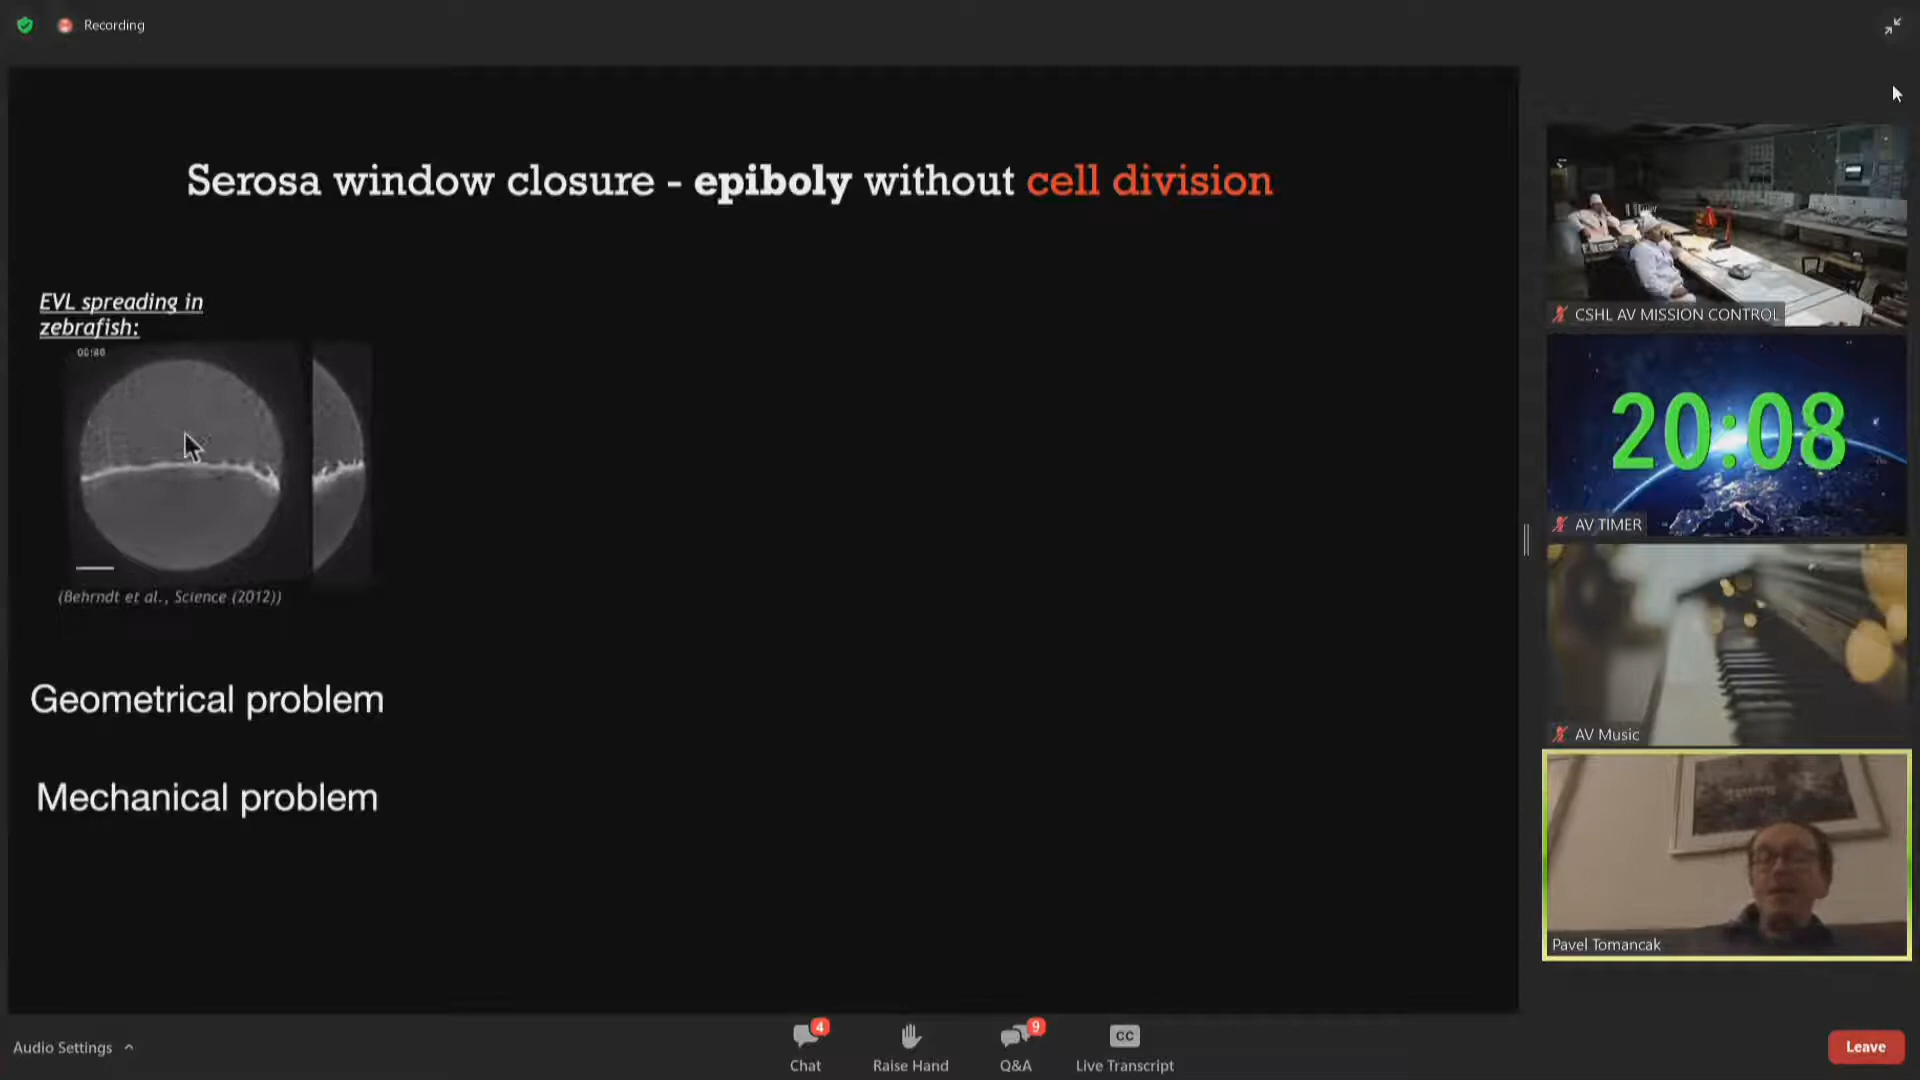 Recording
Serosa window closure - epiboly without cell division
EVL spreading in
zebrafish:
(Behrndt et al., Science (2012))
Geometrical problem
Mechanical problem
CSHL AV MISSION CONTROL
20:08
AV TIMER
AV Music
Pavel Tomancak
Audio Settings
4
Chat
Raise Hand
9
Q&A
CC
Live Transcript
Leave